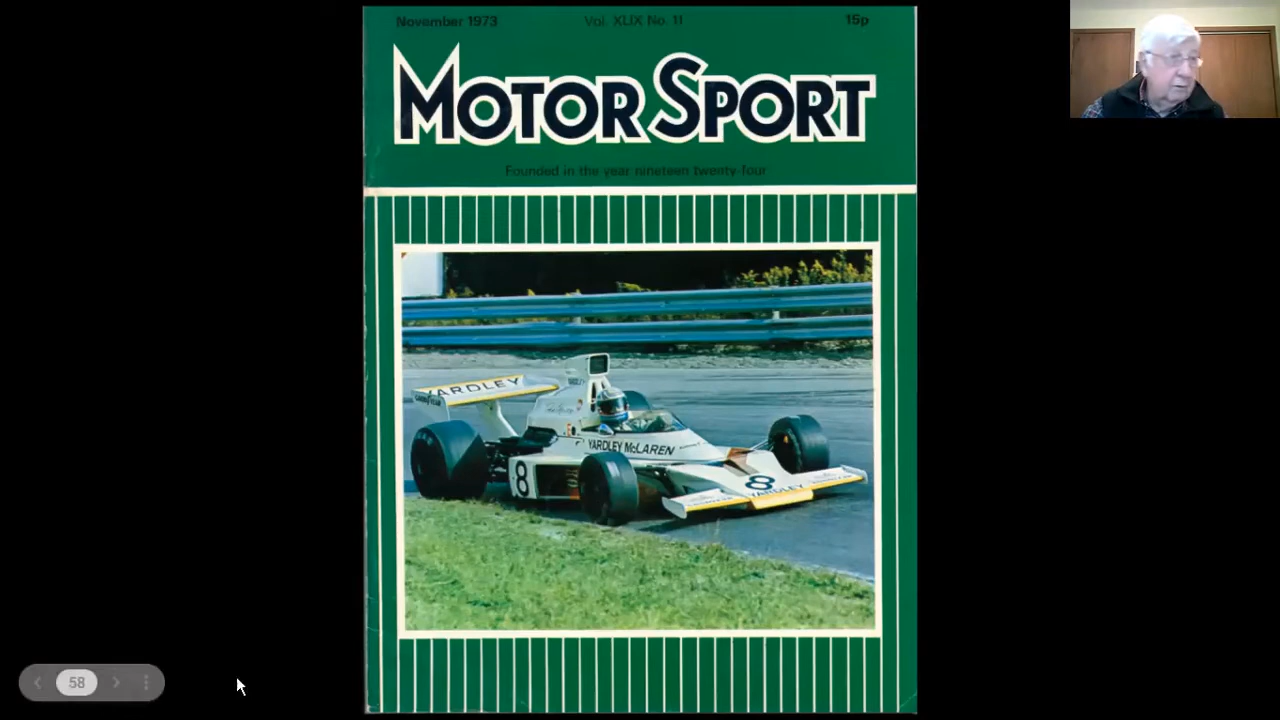 November 1973 Vol. XLIX No. 11 15p
MOTOR SPORT
Founded in the year nineteen twenty-four
YARDLEY
GOODYEAR
YARDLEY McLAREN
8
8
YARDLEY
58